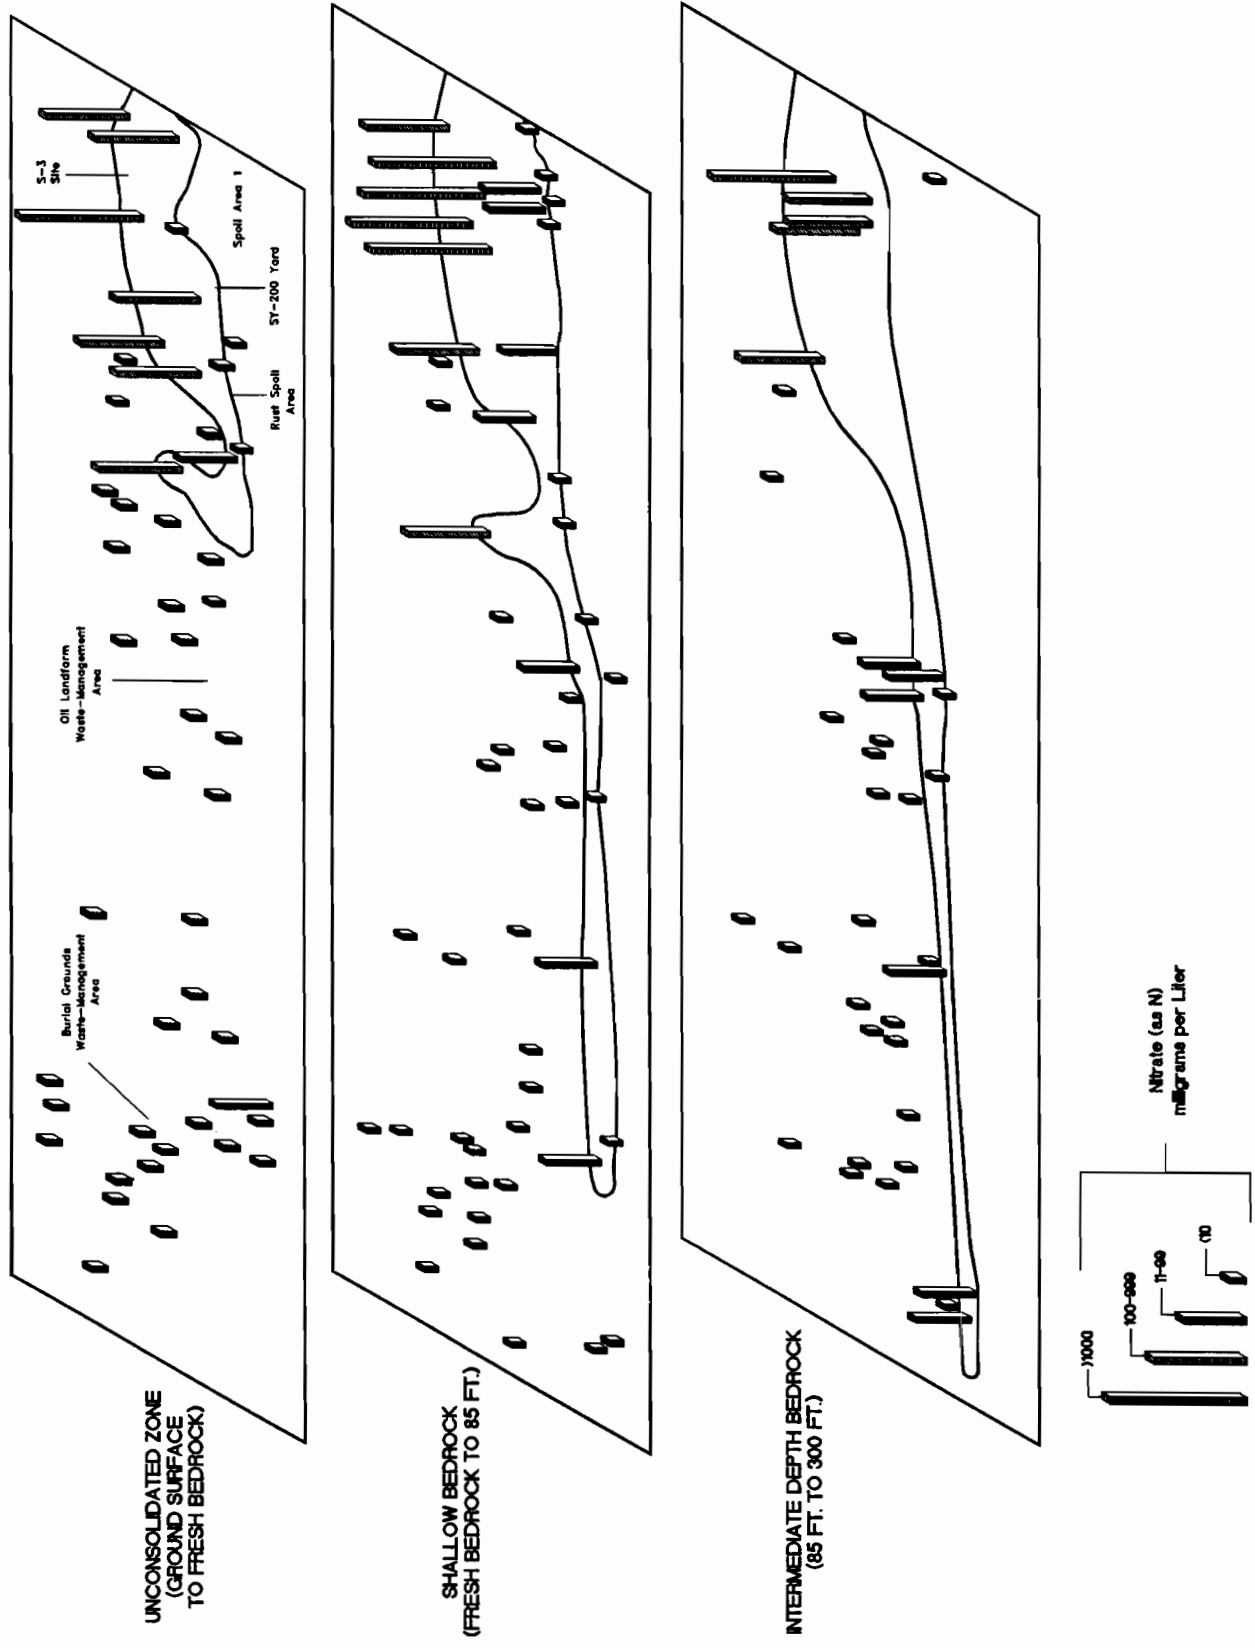 UNCONSOLIDATED ZONE
(GROUND SURFACE
TO FRESH BEDROCK)
S-3
Site
Spoil Area 1
SY-200 Yard
Rust Spoil
Area
Oil Landfarm
Waste-Management
Area
Burial Grounds
Waste-Management
Area
SHALLOW BEDROCK
(FRESH BEDROCK TO 85 FT.)
INTERMEDIATE DEPTH BEDROCK
(85 FT. TO 300 FT.)
>1000
100-999
11-99
<10
Nitrate (as N)
milligrams per Liter